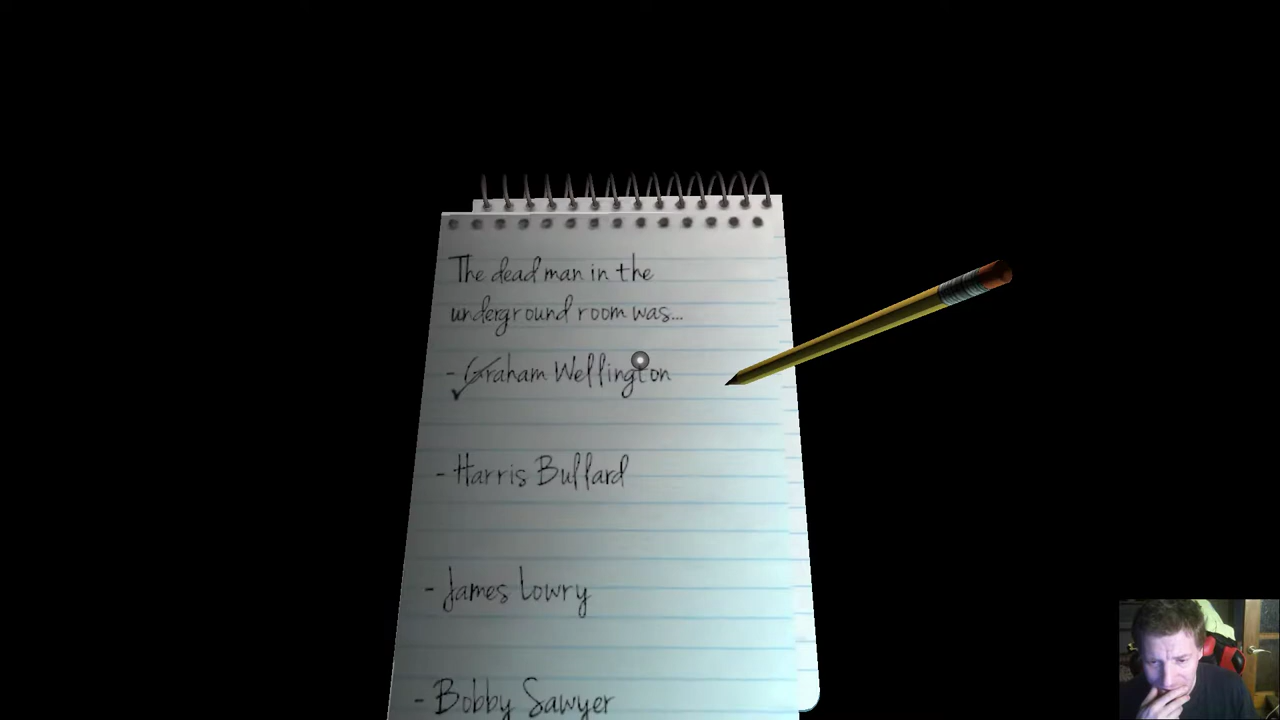 The dead man in the
underground room was...
- Graham Wellington
- Harris Bullard
- James Lowry
- Bobby Sawyer